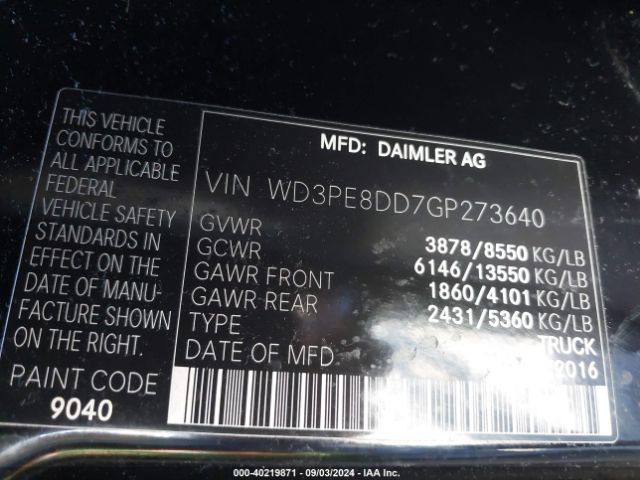 THIS VEHICLE
CONFORMS TO
ALL APPLICABLE
FEDERAL
VEHICLE SAFETY
STANDARDS IN
EFFECT ON THE
DATE OF MANU-
FACTURE SHOWN
ON THE RIGHT.
PAINT CODE
9040
MFD: DAIMLER AG
VIN WD3PE8DD7GP273640
GVWR 3878/8550 KG/LB
GCWR 6146/13550 KG/LB
GAWR FRONT 1860/4101 KG/LB
GAWR REAR 2431/5360 KG/LB
TYPE TRUCK
DATE OF MFD 2016
000-40219871 - 09/03/2024 - IAA Inc.